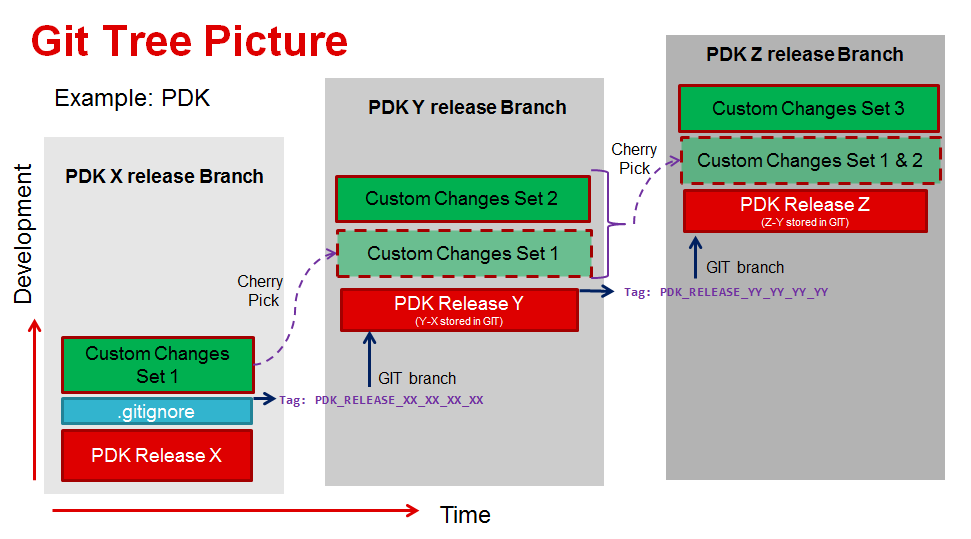 Git Tree Picture
Example: PDK
PDK X release Branch
PDK Y release Branch
PDK Z release Branch
Custom Changes Set 3
Custom Changes Set 1 & 2
PDK Release Z
(Z-Y stored in GIT)
GIT branch
Tag: PDK_RELEASE_YY_YY_YY_YY
Cherry
Pick
Custom Changes Set 2
Custom Changes Set 1
PDK Release Y
(Y-X stored in GIT)
GIT branch
Tag: PDK_RELEASE_XX_XX_XX_XX
Cherry
Pick
Custom Changes
Set 1
.gitignore
PDK Release X
Development
Time